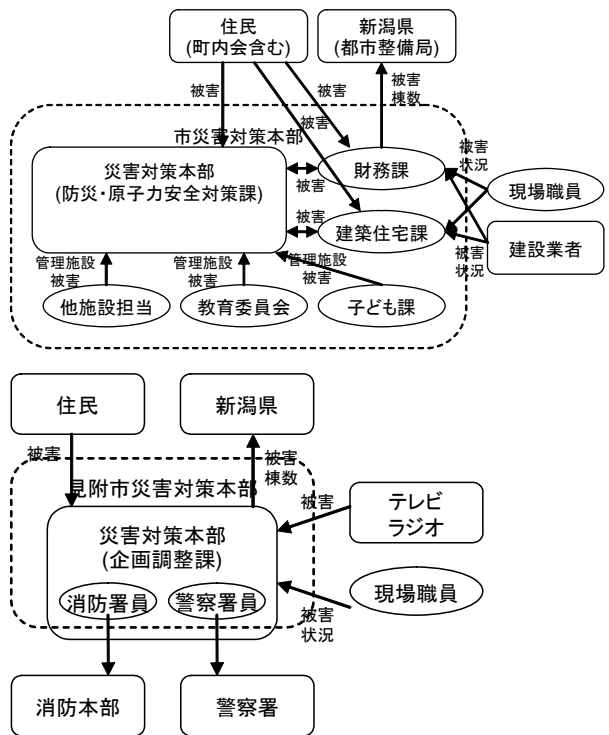 住民
(町内会含む)
新潟県
(都市整備局)
被害
被害
被害
棟数
被害
市災害対策本部
災害対策本部
(防災・原子力安全対策課)
被害
財務課
被害
状況
現場職員
被害
建築住宅課
建設業者
管理施設
被害
管理施設
被害
管理施設
被害
被害
状況
他施設担当
教育委員会
子ども課
住民
新潟県
被害
被害
棟数
見附市災害対策本部
災害対策本部
(企画調整課)
被害
テレビ
ラジオ
消防署員
警察署員
現場職員
被害
状況
消防本部
警察署